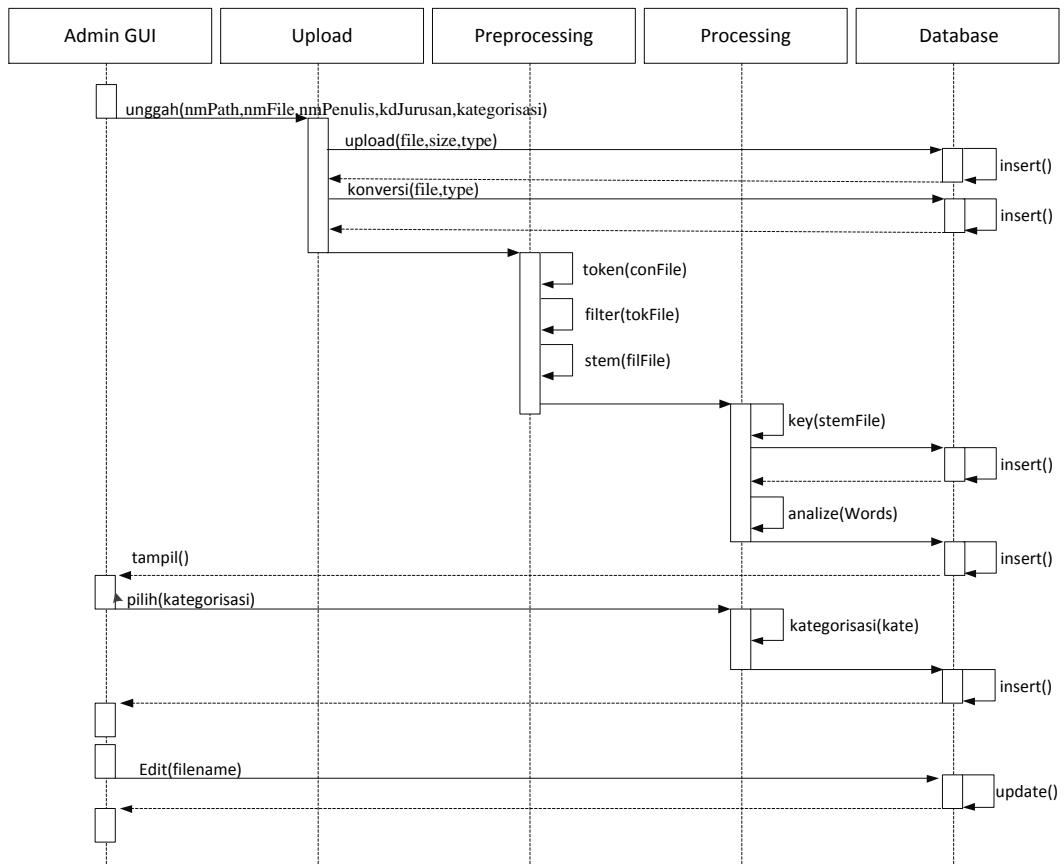 Admin GUI
Upload
Preprocessing
Processing
Database
unggah(nmPath,nmFile,nmPenulis,kdJurusan,kategorisasi)
upload(file,size,type)
insert()
konversi(file,type)
insert()
token(conFile)
filter(tokFile)
stem(filFile)
key(stemFile)
insert()
analize(Words)
insert()
tampil()
pilih(kategorisasi)
kategorisasi(kate)
insert()
Edit(filename)
update()